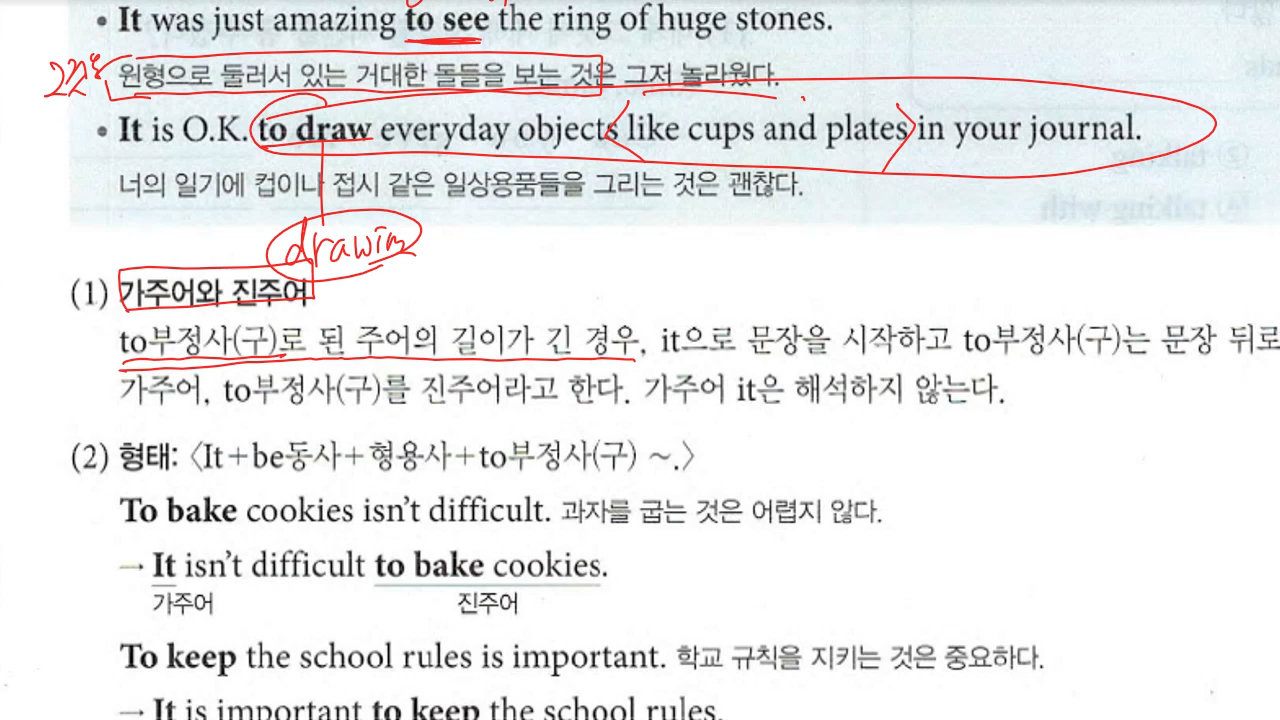 • It was just amazing to see the ring of huge stones.
원형으로 둘러서 있는 거대한 돌들을 보는 것은 그저 놀라웠다.
• It is O.K. to draw everyday objects like cups and plates in your journal.
너의 일기에 컵이나 접시 같은 일상용품들을 그리는 것은 괜찮다.
drawin
(1) 가주어와 진주어
to부정사(구)로 된 주어의 길이가 긴 경우, it으로 문장을 시작하고 to부정사(구)는 문장 뒤로
가주어, to부정사(구)를 진주어라고 한다. 가주어 it은 해석하지 않는다.
(2) 형태: 〈It+be동사+형용사+to부정사(구) ~.〉
To bake cookies isn't difficult. 과자를 굽는 것은 어렵지 않다.
→ It isn't difficult to bake cookies.
가주어 진주어
To keep the school rules is important. 학교 규칙을 지키는 것은 중요하다.
→ It is important to keep the school rules.
(2) talking
(4) talking with